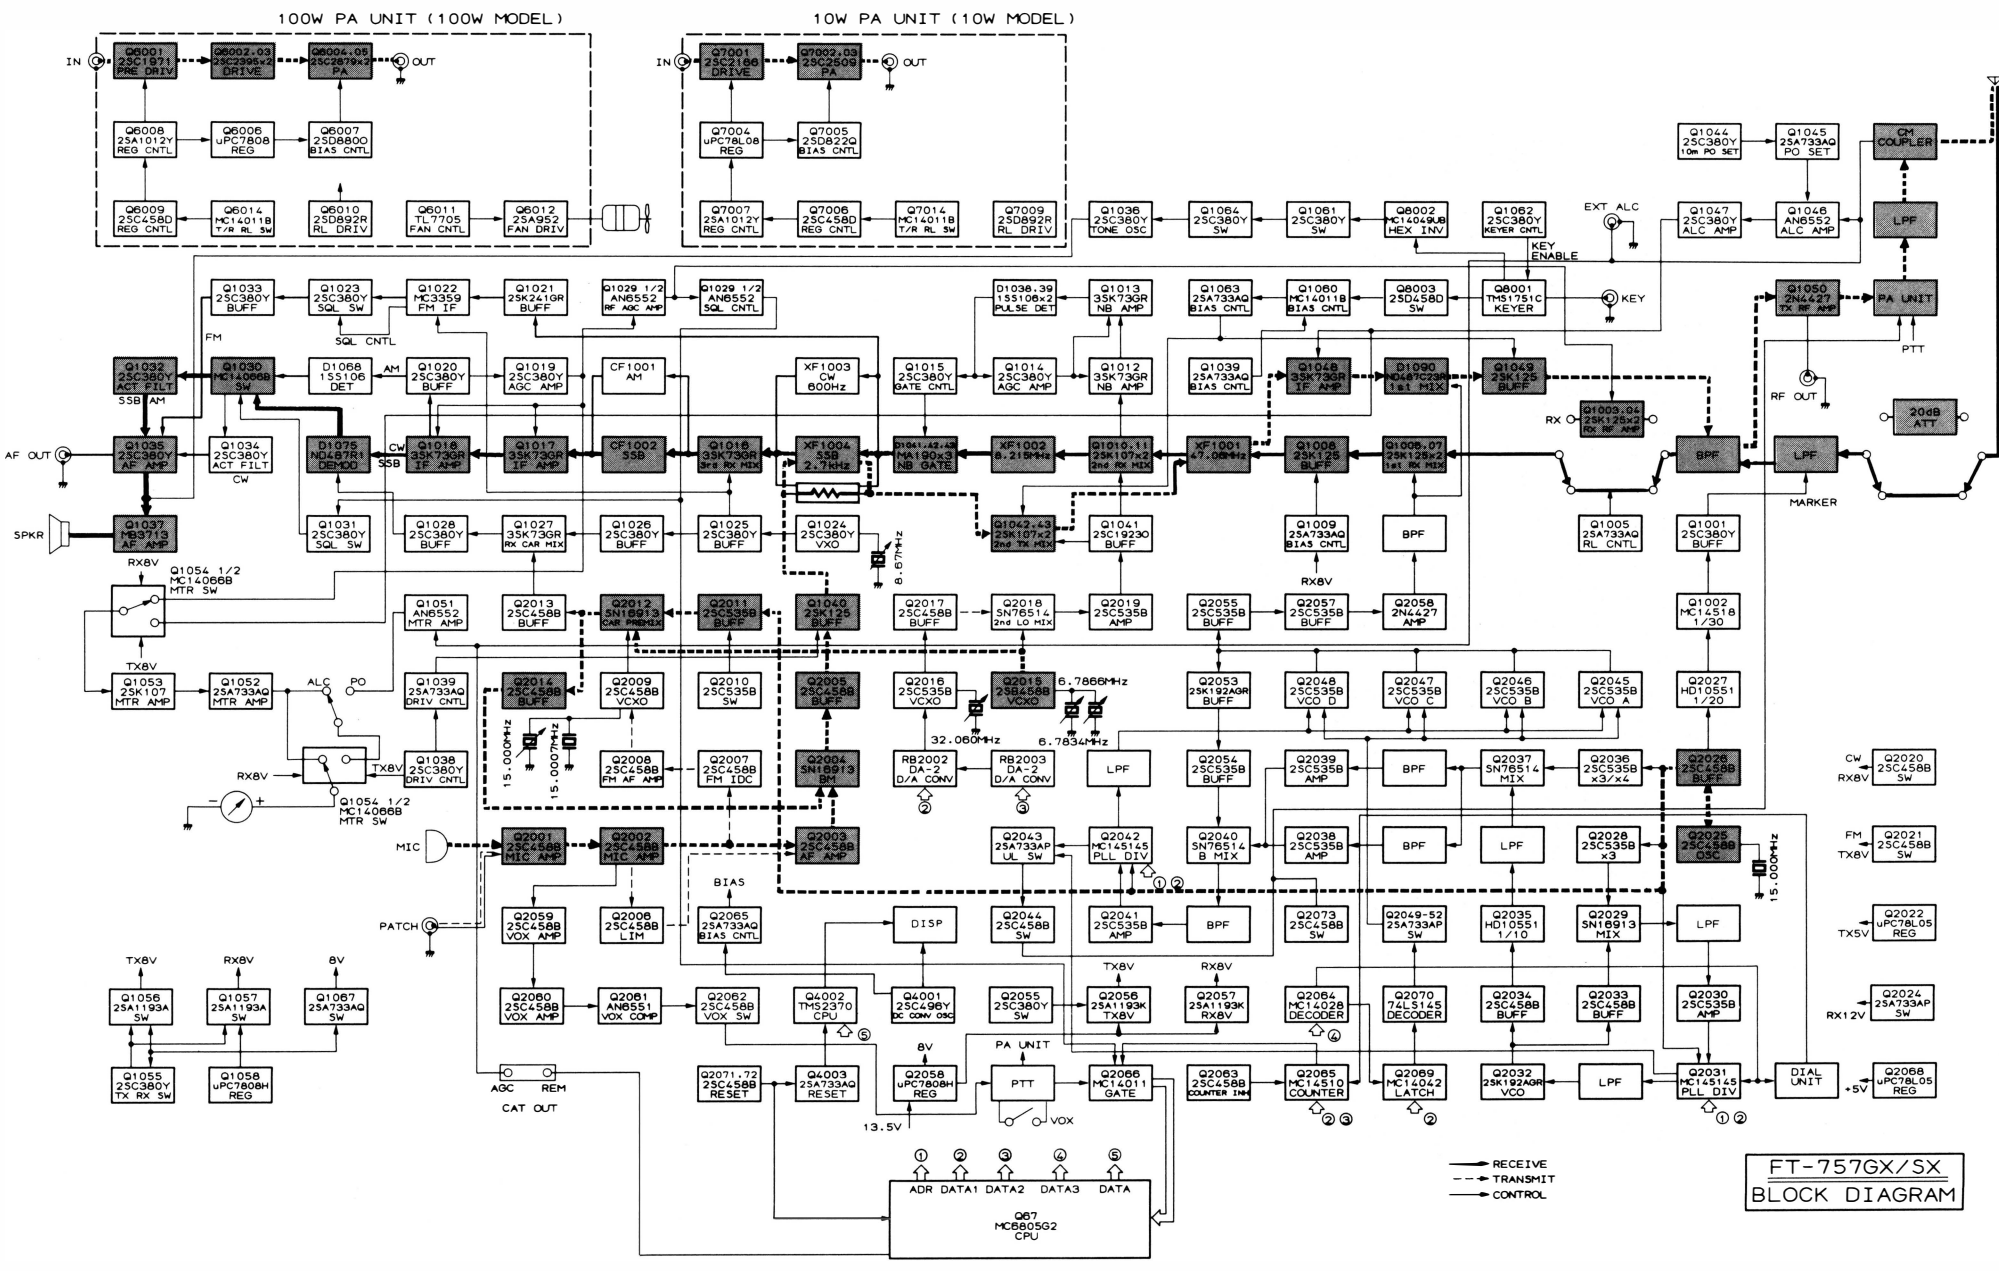 100W PA UNIT (100W MODEL)
10W PA UNIT (10W MODEL)
IN
Q6001
2SC1971
PRE DRIV
Q6002.03
2SC2395x2
DRIVE
Q6004.05
2SC2879x2
PA
OUT
IN
Q7001
2SC2166
DRIVE
Q7002.03
2SC2509
PA
OUT
Q6008
2SA1012Y
REG CNTL
Q6006
uPC7808
REG
Q6007
2SD880O
BIAS CNTL
Q7004
uPC78L08
REG
Q7005
2SD822Q
BIAS CNTL
Q1044
2SC380Y
10m PO SET
Q1045
2SA733AQ
PO SET
CM
COUPLER
Q6009
2SC458D
REG CNTL
Q6014
MC14011B
T/R RL SW
Q6010
2SD892R
RL DRIV
Q6011
TL7705
FAN CNTL
Q6012
2SA952
FAN DRIV
Q7007
2SA1012Y
REG CNTL
Q7006
2SC458D
REG CNTL
Q7014
MC14011B
T/R RL SW
Q7009
2SD892R
RL DRIV
Q1036
2SC380Y
TONE OSC
Q1064
2SC380Y
SW
Q1061
2SC380Y
SW
Q8002
MC14049UB
HEX INV
Q1062
2SC380Y
KEYER CNTL
EXT ALC
Q1047
2SC380Y
ALC AMP
Q1046
AN6552
ALC AMP
LPF
KEY
ENABLE
Q1033
2SC380Y
BUFF
Q1023
2SC380Y
SQL SW
Q1022
MC3359
FM IF
Q1021
2SK241GR
BUFF
Q1029 1/2
AN6552
RF AGC AMP
Q1029 1/2
AN6552
SQL CNTL
D1038.39
1SS106x2
PULSE DET
Q1013
3SK73GR
NB AMP
Q1063
2SA733AQ
BIAS CNTL
Q1060
MC14011B
BIAS CNTL
Q8003
2SD458D
SW
Q8001
TMS1751C
KEYER
KEY
Q1050
2N4427
TX RF AMP
PA UNIT
FM
SQL CNTL
PTT
Q1032
2SC380Y
ACT FILT
SSB AM
Q1030
MC14066B
SW
D1068
1SS106
DET
AM
Q1020
2SC380Y
BUFF
Q1019
2SC380Y
AGC AMP
CF1001
AM
XF1003
CW
600Hz
Q1015
2SC380Y
GATE CNTL
Q1014
2SC380Y
AGC AMP
Q1012
3SK73GR
NB AMP
Q1039
2SA733AQ
BIAS CNTL
Q1048
3SK73GR
IF AMP
D1090
ND487C23R
1st MIX
Q1049
2SK125
BUFF
RF OUT
RX
Q1003.04
2SK125x2
RX RF AMP
20dB
ATT
AF OUT
Q1035
2SC380Y
AF AMP
Q1034
2SC380Y
ACT FILT
CW
D1075
ND487R1
DEMOD
CW
SSB
Q1018
3SK73GR
IF AMP
Q1017
3SK73GR
IF AMP
CF1002
SSB
Q1016
3SK73GR
3rd RX MIX
XF1004
SSB
2.7kHz
D1041.42.43
MA190x3
NB GATE
XF1002
8.215MHz
Q1010.11
2SK107x2
2nd RX MIX
XF1001
47.06MHz
Q1008
2SK125
BUFF
Q1006.07
2SK125x2
1st RX MIX
BPF
LPF
MARKER
SPKR
Q1037
MB3713
AF AMP
Q1031
2SC380Y
SQL SW
Q1028
2SC380Y
BUFF
Q1027
3SK73GR
RX CAR MIX
Q1026
2SC380Y
BUFF
Q1025
2SC380Y
BUFF
Q1024
2SC380Y
VXO
8.67MHz
Q1042.43
2SK107x2
2nd TX MIX
Q1041
2SC1923O
BUFF
Q1009
2SA733AQ
BIAS CNTL
RX8V
BPF
Q1005
2SA733AQ
RL CNTL
Q1001
2SC380Y
BUFF
RX8V
Q1054 1/2
MC14066B
MTR SW
TX8V
Q1051
AN6552
MTR AMP
Q2013
2SC458B
BUFF
Q2012
SN16913
CAR PREMIX
Q2011
2SC535B
BUFF
Q1040
2SK125
BUFF
Q2017
2SC458B
BUFF
Q2018
SN76514
2nd LO MIX
Q2019
2SC535B
AMP
Q2055
2SC535B
BUFF
Q2057
2SC535B
BUFF
Q2058
2N4427
AMP
Q1002
MC14518
1/30
Q1053
2SK107
MTR AMP
Q1052
2SA733AQ
MTR AMP
ALC
PO
Q1039
2SA733AQ
DRIV CNTL
Q2014
2SC458B
BUFF
Q2009
2SC458B
VCXO
Q2010
2SC535B
SW
Q2005
2SC458B
BUFF
Q2016
2SC535B
VCXO
32.060MHz
Q2015
2SB458B
VCXO
6.7866MHz
6.7834MHz
Q2053
2SK192AGR
BUFF
Q2048
2SC535B
VCO D
Q2047
2SC535B
VCO C
Q2046
2SC535B
VCO B
Q2045
2SC535B
VCO A
Q2027
HD10551
1/20
15.000MHz
15.0007MHz
RX8V
TX8V
Q1038
2SC380Y
DRIV CNTL
Q2008
2SC458B
FM AF AMP
Q2007
2SC458B
FM IDC
Q2004
SN16913
BM
RB2002
DA-2
D/A CONV
②
RB2003
DA-2
D/A CONV
③
LPF
Q2054
2SC535B
BUFF
Q2039
2SC535B
AMP
BPF
Q2037
SN76514
MIX
Q2036
2SC535B
x3/x4
Q2026
2SC458B
BUFF
CW
RX8V
Q2020
2SC458B
SW
- +
Q1054 1/2
MC14066B
MTR SW
MIC
Q2001
2SC458B
MIC AMP
Q2002
2SC458B
MIC AMP
Q2003
2SC458B
AF AMP
Q2043
2SA733AP
UL SW
Q2042
MC145145
PLL DIV
① ②
Q2040
SN76514
B MIX
Q2038
2SC535B
AMP
BPF
LPF
Q2028
2SC535B
x3
Q2025
2SC458B
OSC
15.000MHz
FM
TX8V
Q2021
2SC458B
SW
PATCH
Q2059
2SC458B
VOX AMP
Q2006
2SC458B
LIM
BIAS
Q2065
2SA733AQ
BIAS CNTL
DISP
Q2044
2SC458B
SW
Q2041
2SC535B
AMP
BPF
Q2073
2SC458B
SW
Q2049-52
2SA733AP
SW
Q2035
HD10551
1/10
Q2029
SN16913
MIX
LPF
TX5V
Q2022
uPC78L05
REG
TX8V
RX8V
8V
Q1056
2SA1193A
SW
Q1057
2SA1193A
SW
Q1067
2SA733AQ
SW
Q2060
2SC458B
VOX AMP
Q2061
AN6551
VOX COMP
Q2062
2SC458B
VOX SW
Q4002
TMS2370
CPU
⑤
Q4001
2SC496Y
DC CONV OSC
Q2055
2SC380Y
SW
TX8V
Q2056
2SA1193K
TX8V
RX8V
Q2057
2SA1193K
RX8V
Q2064
MC14028
DECODER
④
Q2070
74LS145
DECODER
Q2034
2SC458B
BUFF
Q2033
2SC458B
BUFF
Q2030
2SC535B
AMP
RX12V
Q2024
2SA733AP
SW
Q1055
2SC380Y
TX RX SW
Q1058
uPC7808H
REG
AGC REM
CAT OUT
Q2071.72
2SC458B
RESET
Q4003
2SA733AQ
RESET
8V
Q2058
uPC7808H
REG
13.5V
PA UNIT
PTT
VOX
Q2066
MC14011
GATE
Q2063
2SC458B
COUNTER INH
Q2065
MC14510
COUNTER
② ③
Q2069
MC14042
LATCH
②
Q2032
2SK192AGR
VCO
LPF
Q2031
MC145145
PLL DIV
① ②
DIAL
UNIT
+5V
Q2068
uPC78L05
REG
① ② ③ ④ ⑤
ADR DATA1 DATA2 DATA3 DATA
Q67
MC6805G2
CPU
RECEIVE
TRANSMIT
CONTROL
FT-757GX/SX
BLOCK DIAGRAM